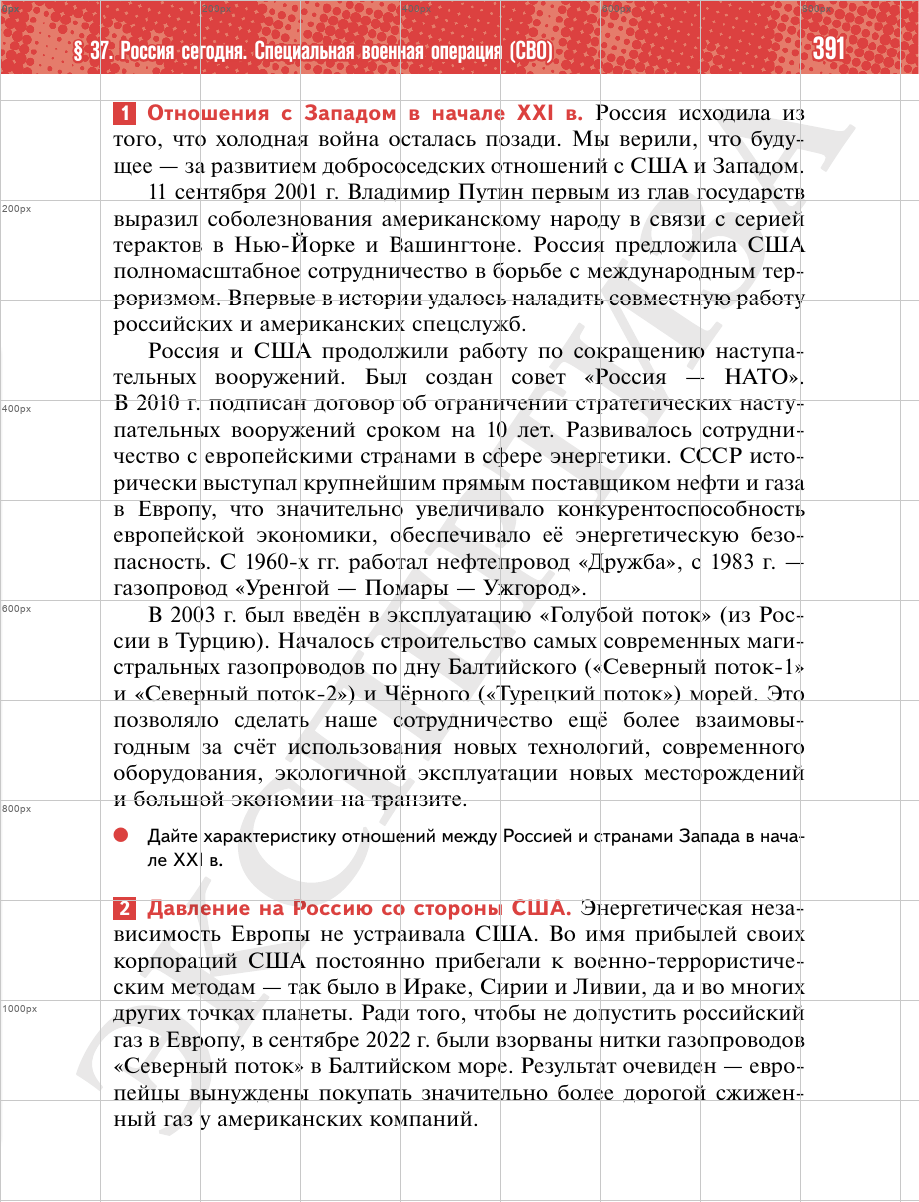 § 37. Россия сегодня. Специальная военная операция (СВО)
391
1 Отношения с Западом в начале XXI в. Россия исходила из
того, что холодная война осталась позади. Мы верили, что буду-
щее — за развитием добрососедских отношений с США и Западом.
11 сентября 2001 г. Владимир Путин первым из глав государств
выразил соболезнования американскому народу в связи с серией
терактов в Нью-Йорке и Вашингтоне. Россия предложила США
полномасштабное сотрудничество в борьбе с международным тер-
роризмом. Впервые в истории удалось наладить совместную работу
российских и американских спецслужб.
Россия и США продолжили работу по сокращению наступа-
тельных вооружений. Был создан совет «Россия — НАТО».
В 2010 г. подписан договор об ограничении стратегических насту-
пательных вооружений сроком на 10 лет. Развивалось сотрудни-
чество с европейскими странами в сфере энергетики. СССР исто-
рически выступал крупнейшим прямым поставщиком нефти и газа
в Европу, что значительно увеличивало конкурентоспособность
европейской экономики, обеспечивало её энергетическую безо-
пасность. С 1960-х гг. работал нефтепровод «Дружба», с 1983 г. —
газопровод «Уренгой — Помары — Ужгород».
В 2003 г. был введён в эксплуатацию «Голубой поток» (из Рос-
сии в Турцию). Началось строительство самых современных маги-
стральных газопроводов по дну Балтийского («Северный поток-1»
и «Северный поток-2») и Чёрного («Турецкий поток») морей. Это
позволяло сделать наше сотрудничество ещё более взаимовы-
годным за счёт использования новых технологий, современного
оборудования, экологичной эксплуатации новых месторождений
и большой экономии на транзите.
Дайте характеристику отношений между Россией и странами Запада в нача-
ле XXI в.
2 Давление на Россию со стороны США. Энергетическая неза-
висимость Европы не устраивала США. Во имя прибылей своих
корпораций США постоянно прибегали к военно-террористиче-
ским методам — так было в Ираке, Сирии и Ливии, да и во многих
других точках планеты. Ради того, чтобы не допустить российский
газ в Европу, в сентябре 2022 г. были взорваны нитки газопроводов
«Северный поток» в Балтийском море. Результат очевиден — евро-
пейцы вынуждены покупать значительно более дорогой сжижен-
ный газ у американских компаний.
ЭКСПЕРТИЗА
200px
400px
600px
800px
1000px